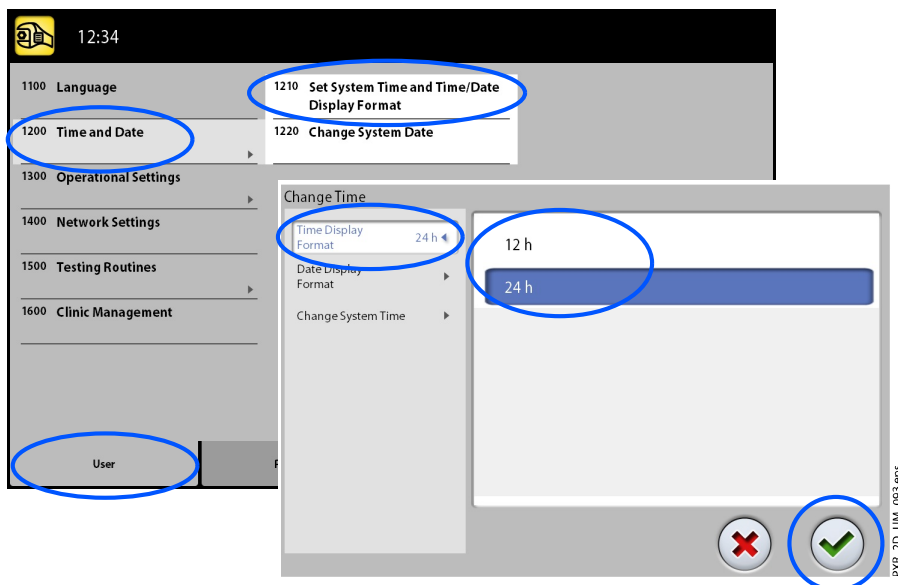 12:34
1100 Language
1200 Time and Date
1300 Operational Settings
1400 Network Settings
1500 Testing Routines
1600 Clinic Management
User
1210 Set System Time and Time/Date
Display Format
1220 Change System Date
Change Time
Time Display
Format
24 h
Date Display
Format
Change System Time
12 h
24 h